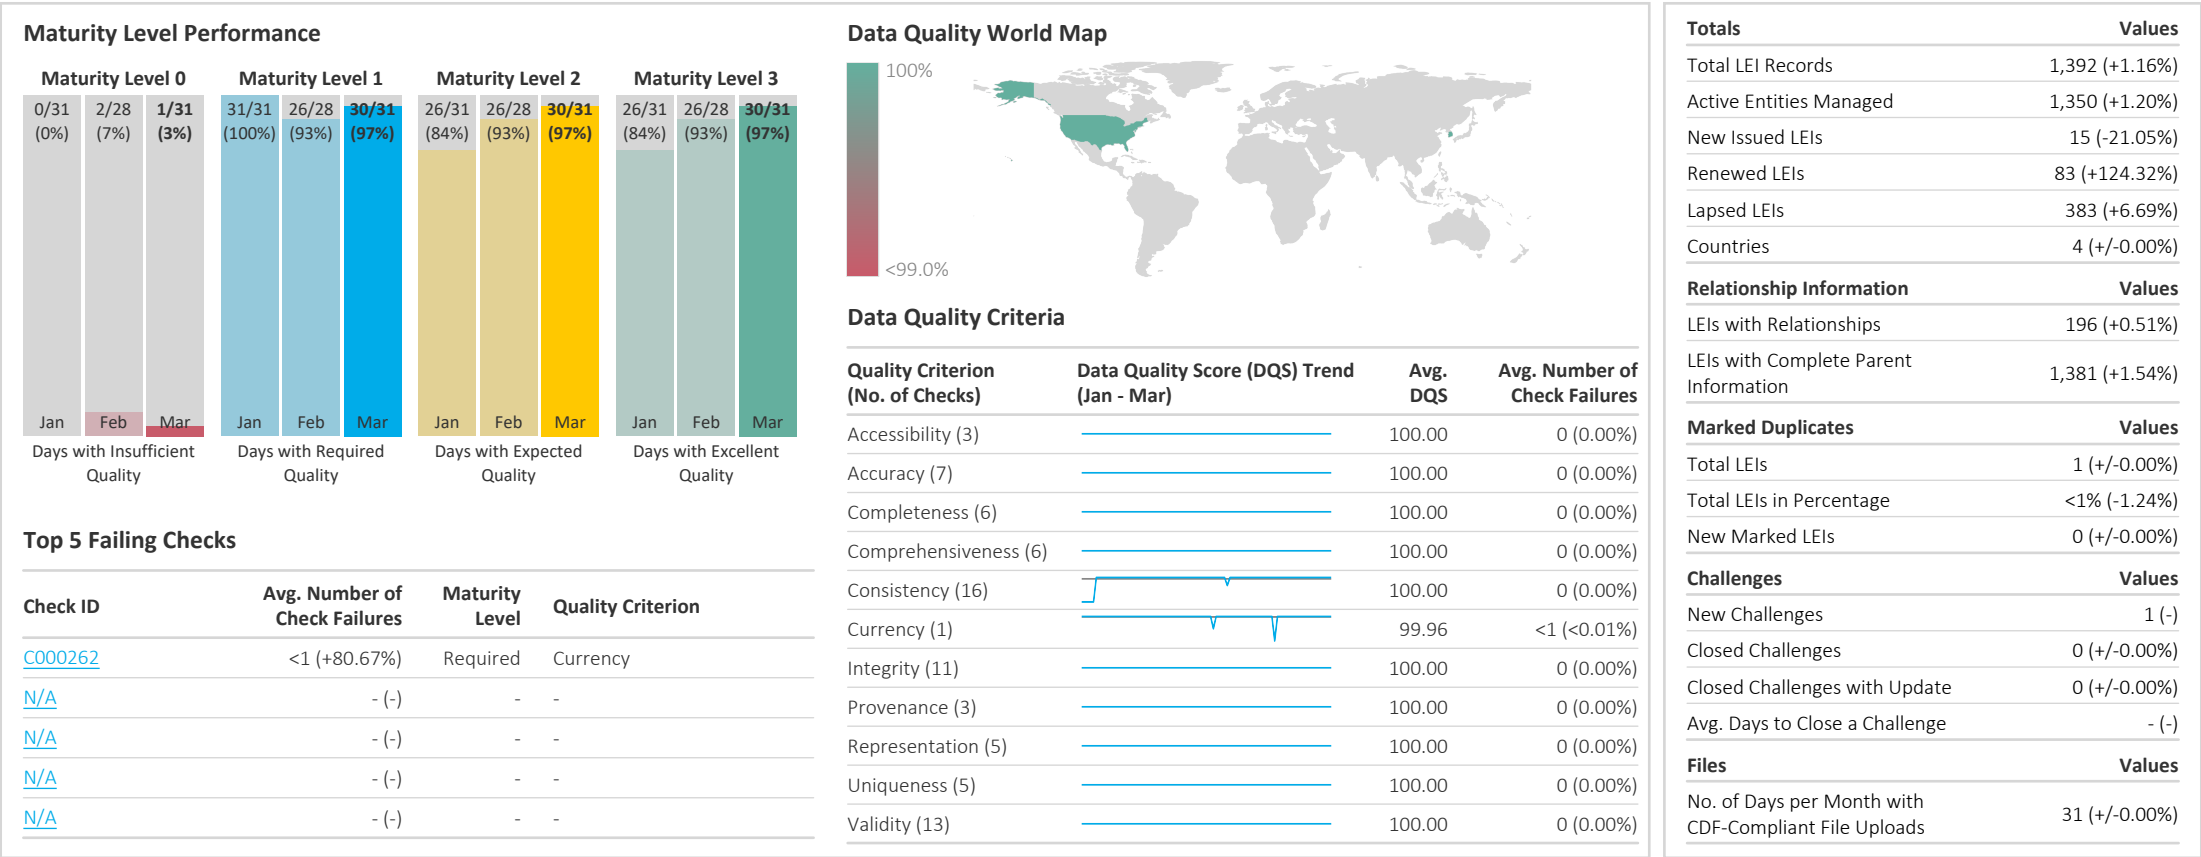 Maturity Level Performance
Maturity Level 0
0/31 2/28 1/31
(0%) (7%) (3%)
Jan Feb Mar
Days with Insufficient
Quality
Maturity Level 1
31/31 26/28 30/31
(100%) (93%) (97%)
Jan Feb Mar
Days with Required
Quality
Maturity Level 2
26/31 26/28 30/31
(84%) (93%) (97%)
Jan Feb Mar
Days with Expected
Quality
Maturity Level 3
26/31 26/28 30/31
(84%) (93%) (97%)
Jan Feb Mar
Days with Excellent
Quality
Top 5 Failing Checks
Check ID Avg. Number of Check Failures Maturity Level Quality Criterion
C000262 <1 (+80.67%) Required Currency
N/A - (-) - -
N/A - (-) - -
N/A - (-) - -
N/A - (-) - -
Data Quality World Map
100%
<99.0%
Data Quality Criteria
Quality Criterion Data Quality Score (DQS) Trend Avg. Avg. Number of
(No. of Checks) (Jan - Mar) DQS Check Failures
Accessibility (3) 100.00 0 (0.00%)
Accuracy (7) 100.00 0 (0.00%)
Completeness (6) 100.00 0 (0.00%)
Comprehensiveness (6) 100.00 0 (0.00%)
Consistency (16) 100.00 0 (0.00%)
Currency (1) 99.96 <1 (<0.01%)
Integrity (11) 100.00 0 (0.00%)
Provenance (3) 100.00 0 (0.00%)
Representation (5) 100.00 0 (0.00%)
Uniqueness (5) 100.00 0 (0.00%)
Validity (13) 100.00 0 (0.00%)
Totals Values
Total LEI Records 1,392 (+1.16%)
Active Entities Managed 1,350 (+1.20%)
New Issued LEIs 15 (-21.05%)
Renewed LEIs 83 (+124.32%)
Lapsed LEIs 383 (+6.69%)
Countries 4 (+/-0.00%)
Relationship Information Values
LEIs with Relationships 196 (+0.51%)
LEIs with Complete Parent
Information 1,381 (+1.54%)
Marked Duplicates Values
Total LEIs 1 (+/-0.00%)
Total LEIs in Percentage <1% (-1.24%)
New Marked LEIs 0 (+/-0.00%)
Challenges Values
New Challenges 1 (-)
Closed Challenges 0 (+/-0.00%)
Closed Challenges with Update 0 (+/-0.00%)
Avg. Days to Close a Challenge - (-)
Files Values
No. of Days per Month with
CDF-Compliant File Uploads 31 (+/-0.00%)